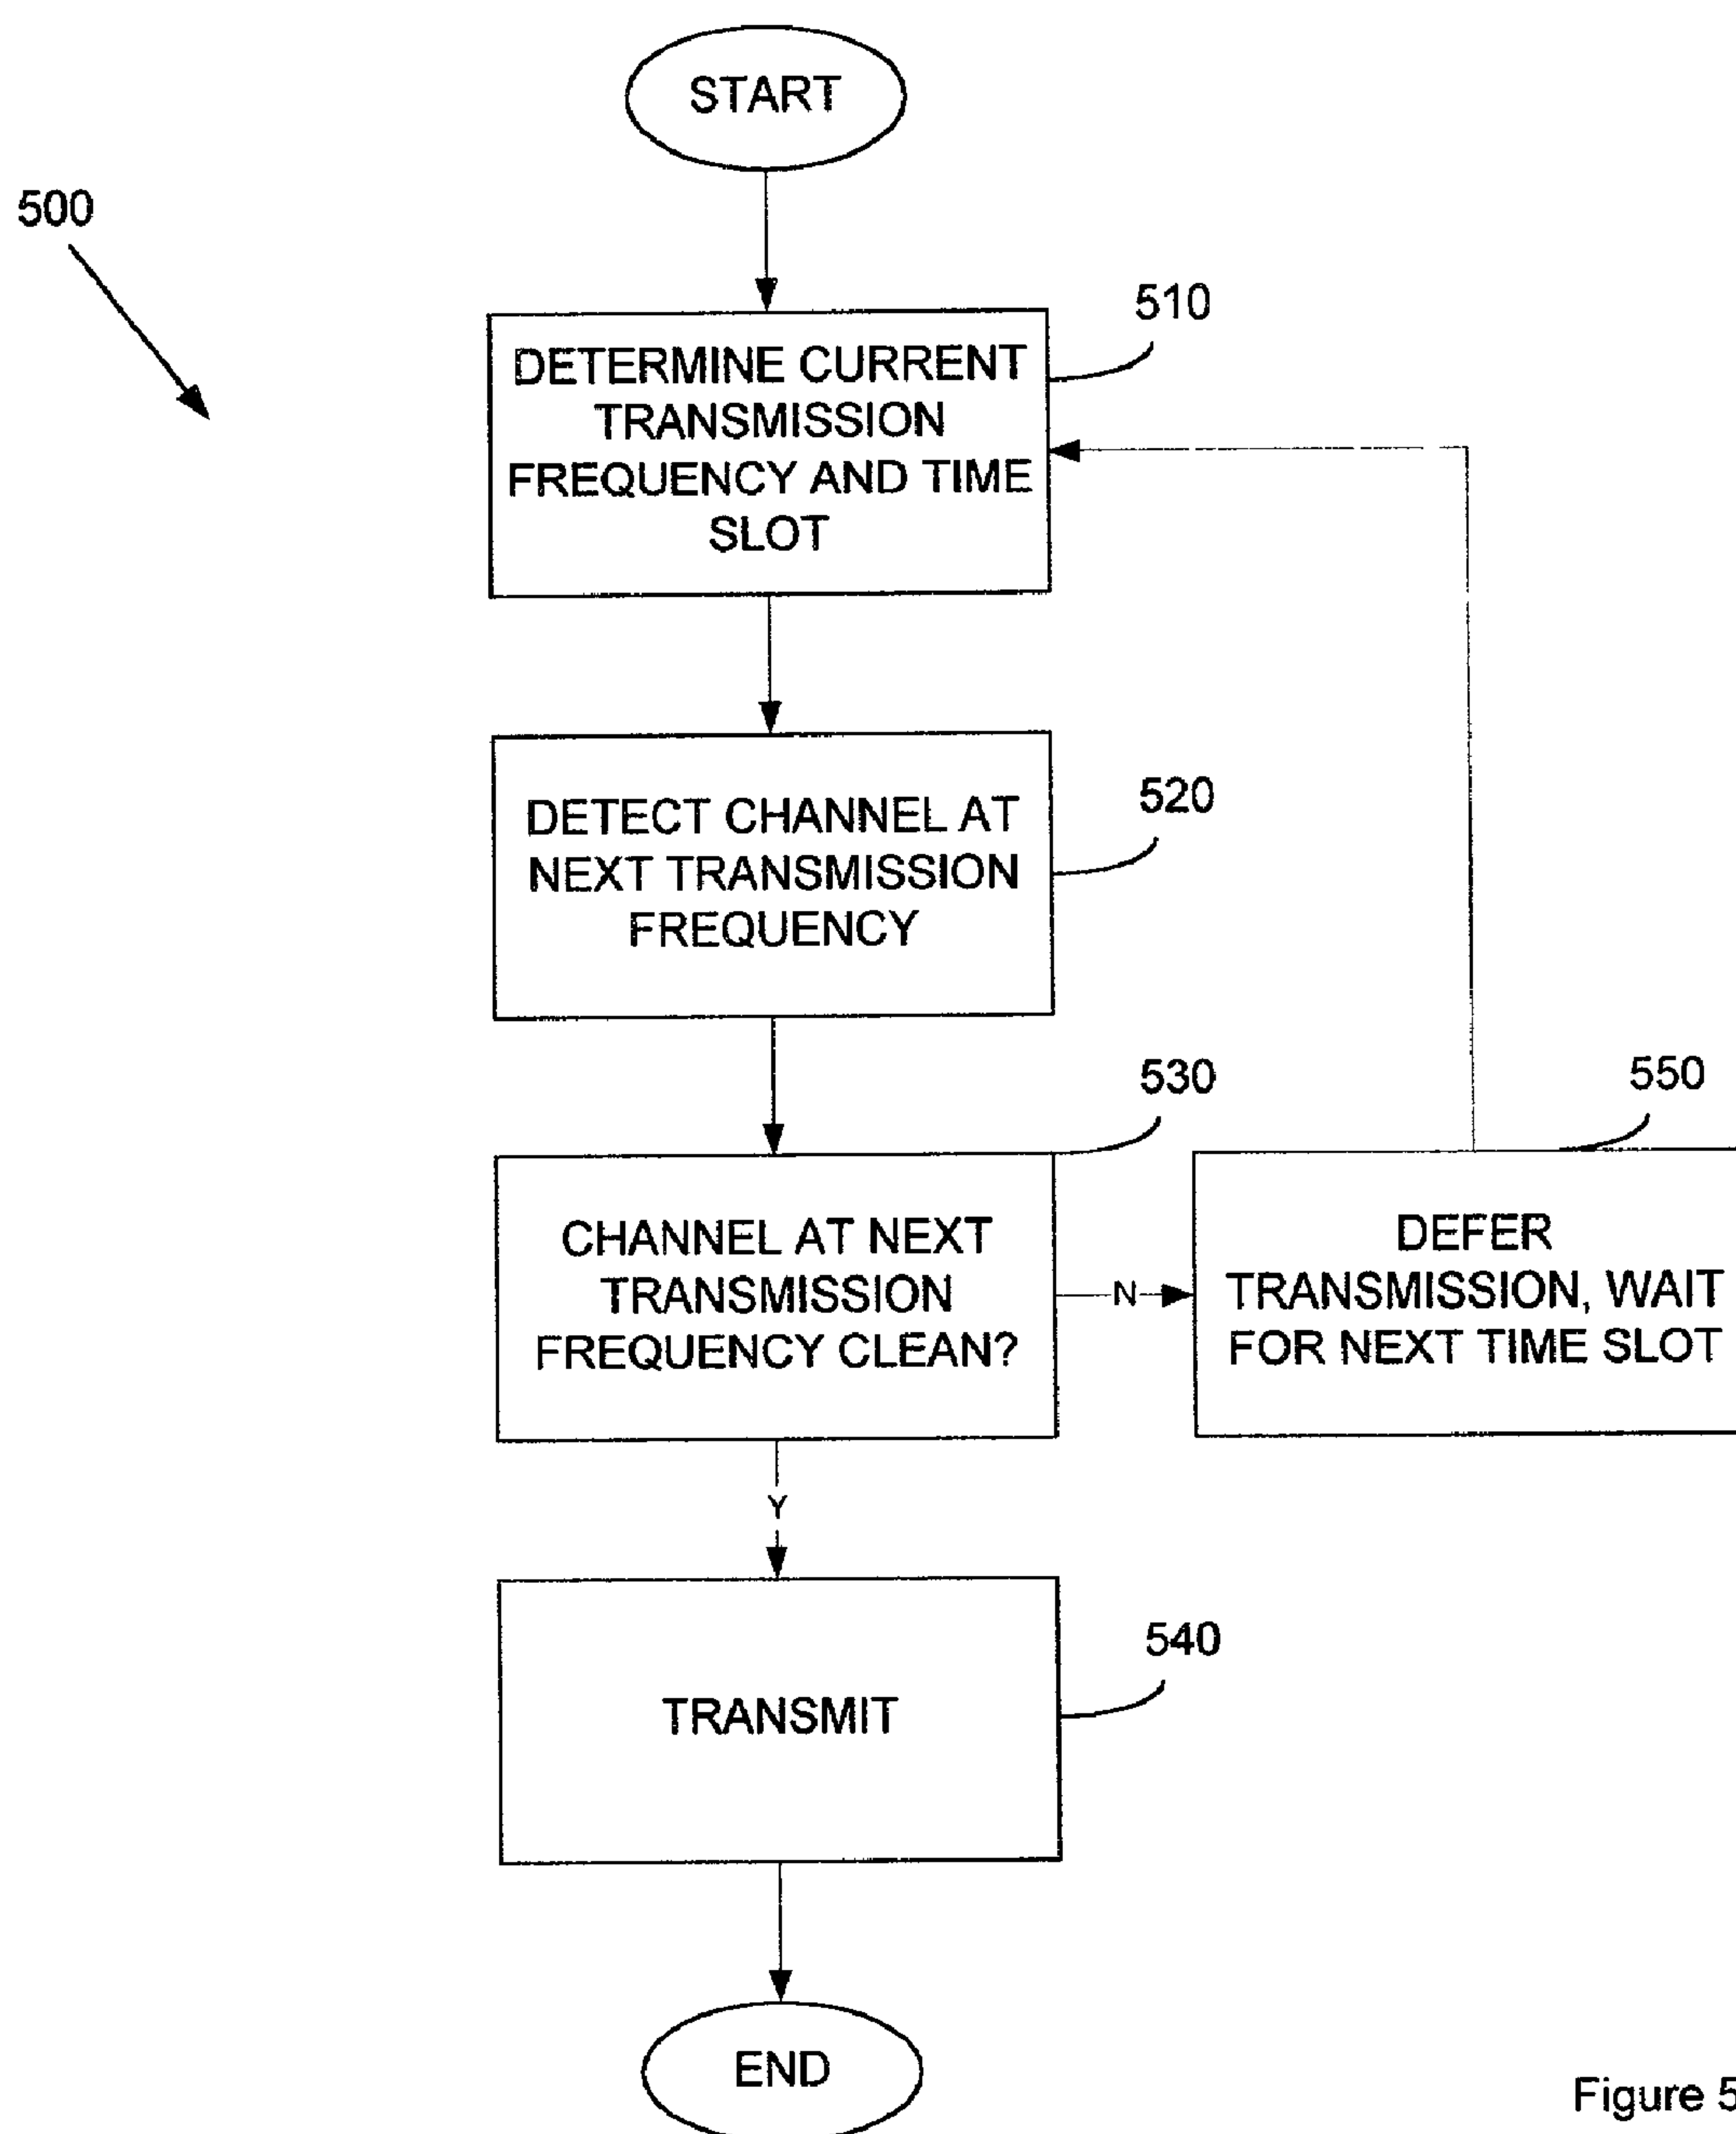 START
500
510
DETERMINE CURRENT
TRANSMISSION
FREQUENCY AND TIME
SLOT
520
DETECT CHANNEL AT
NEXT TRANSMISSION
FREQUENCY
530
550
CHANNEL AT NEXT
TRANSMISSION
FREQUENCY CLEAN?
N
DEFER
TRANSMISSION, WAIT
FOR NEXT TIME SLOT
Y
540
TRANSMIT
END
Figure 5